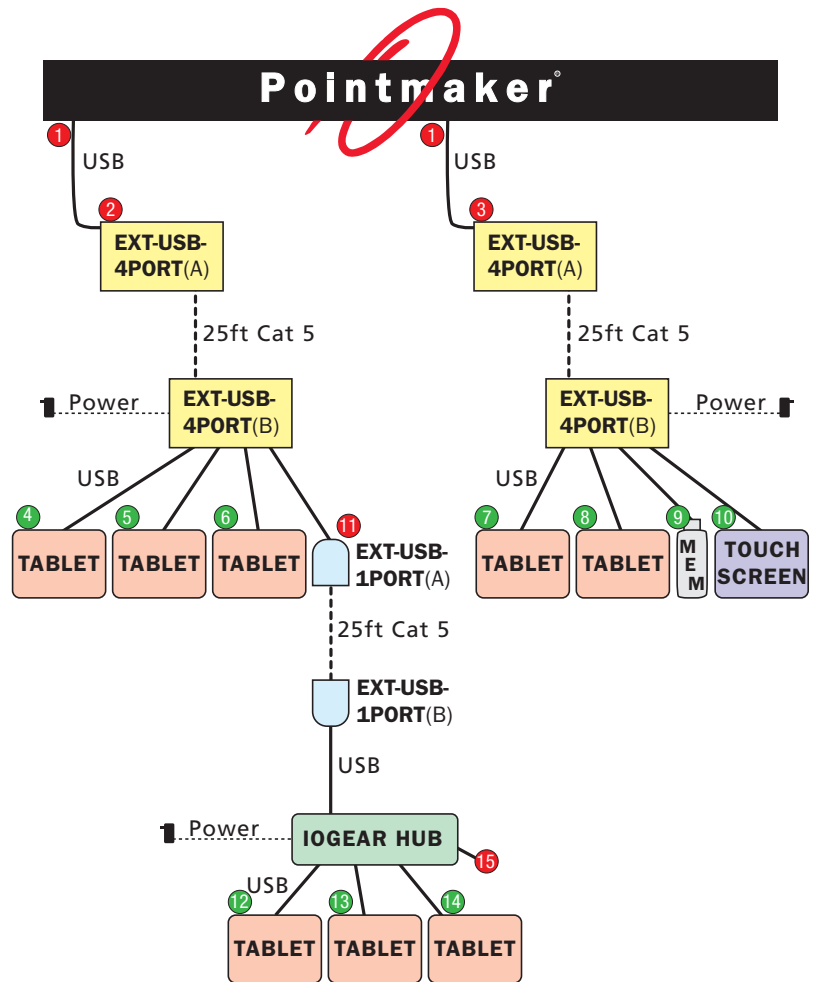 Pointmaker®
1
USB
1
USB
2
EXT-USB-
4PORT(A)
3
EXT-USB-
4PORT(A)
25ft Cat 5
25ft Cat 5
Power
EXT-USB-
4PORT(B)
EXT-USB-
4PORT(B)
Power
USB
USB
4
TABLET
5
TABLET
6
TABLET
11
EXT-USB-
1PORT(A)
7
TABLET
8
TABLET
9
M
E
M
10
TOUCH
SCREEN
25ft Cat 5
EXT-USB-
1PORT(B)
USB
Power
IOGEAR HUB
15
USB
12
TABLET
13
TABLET
14
TABLET